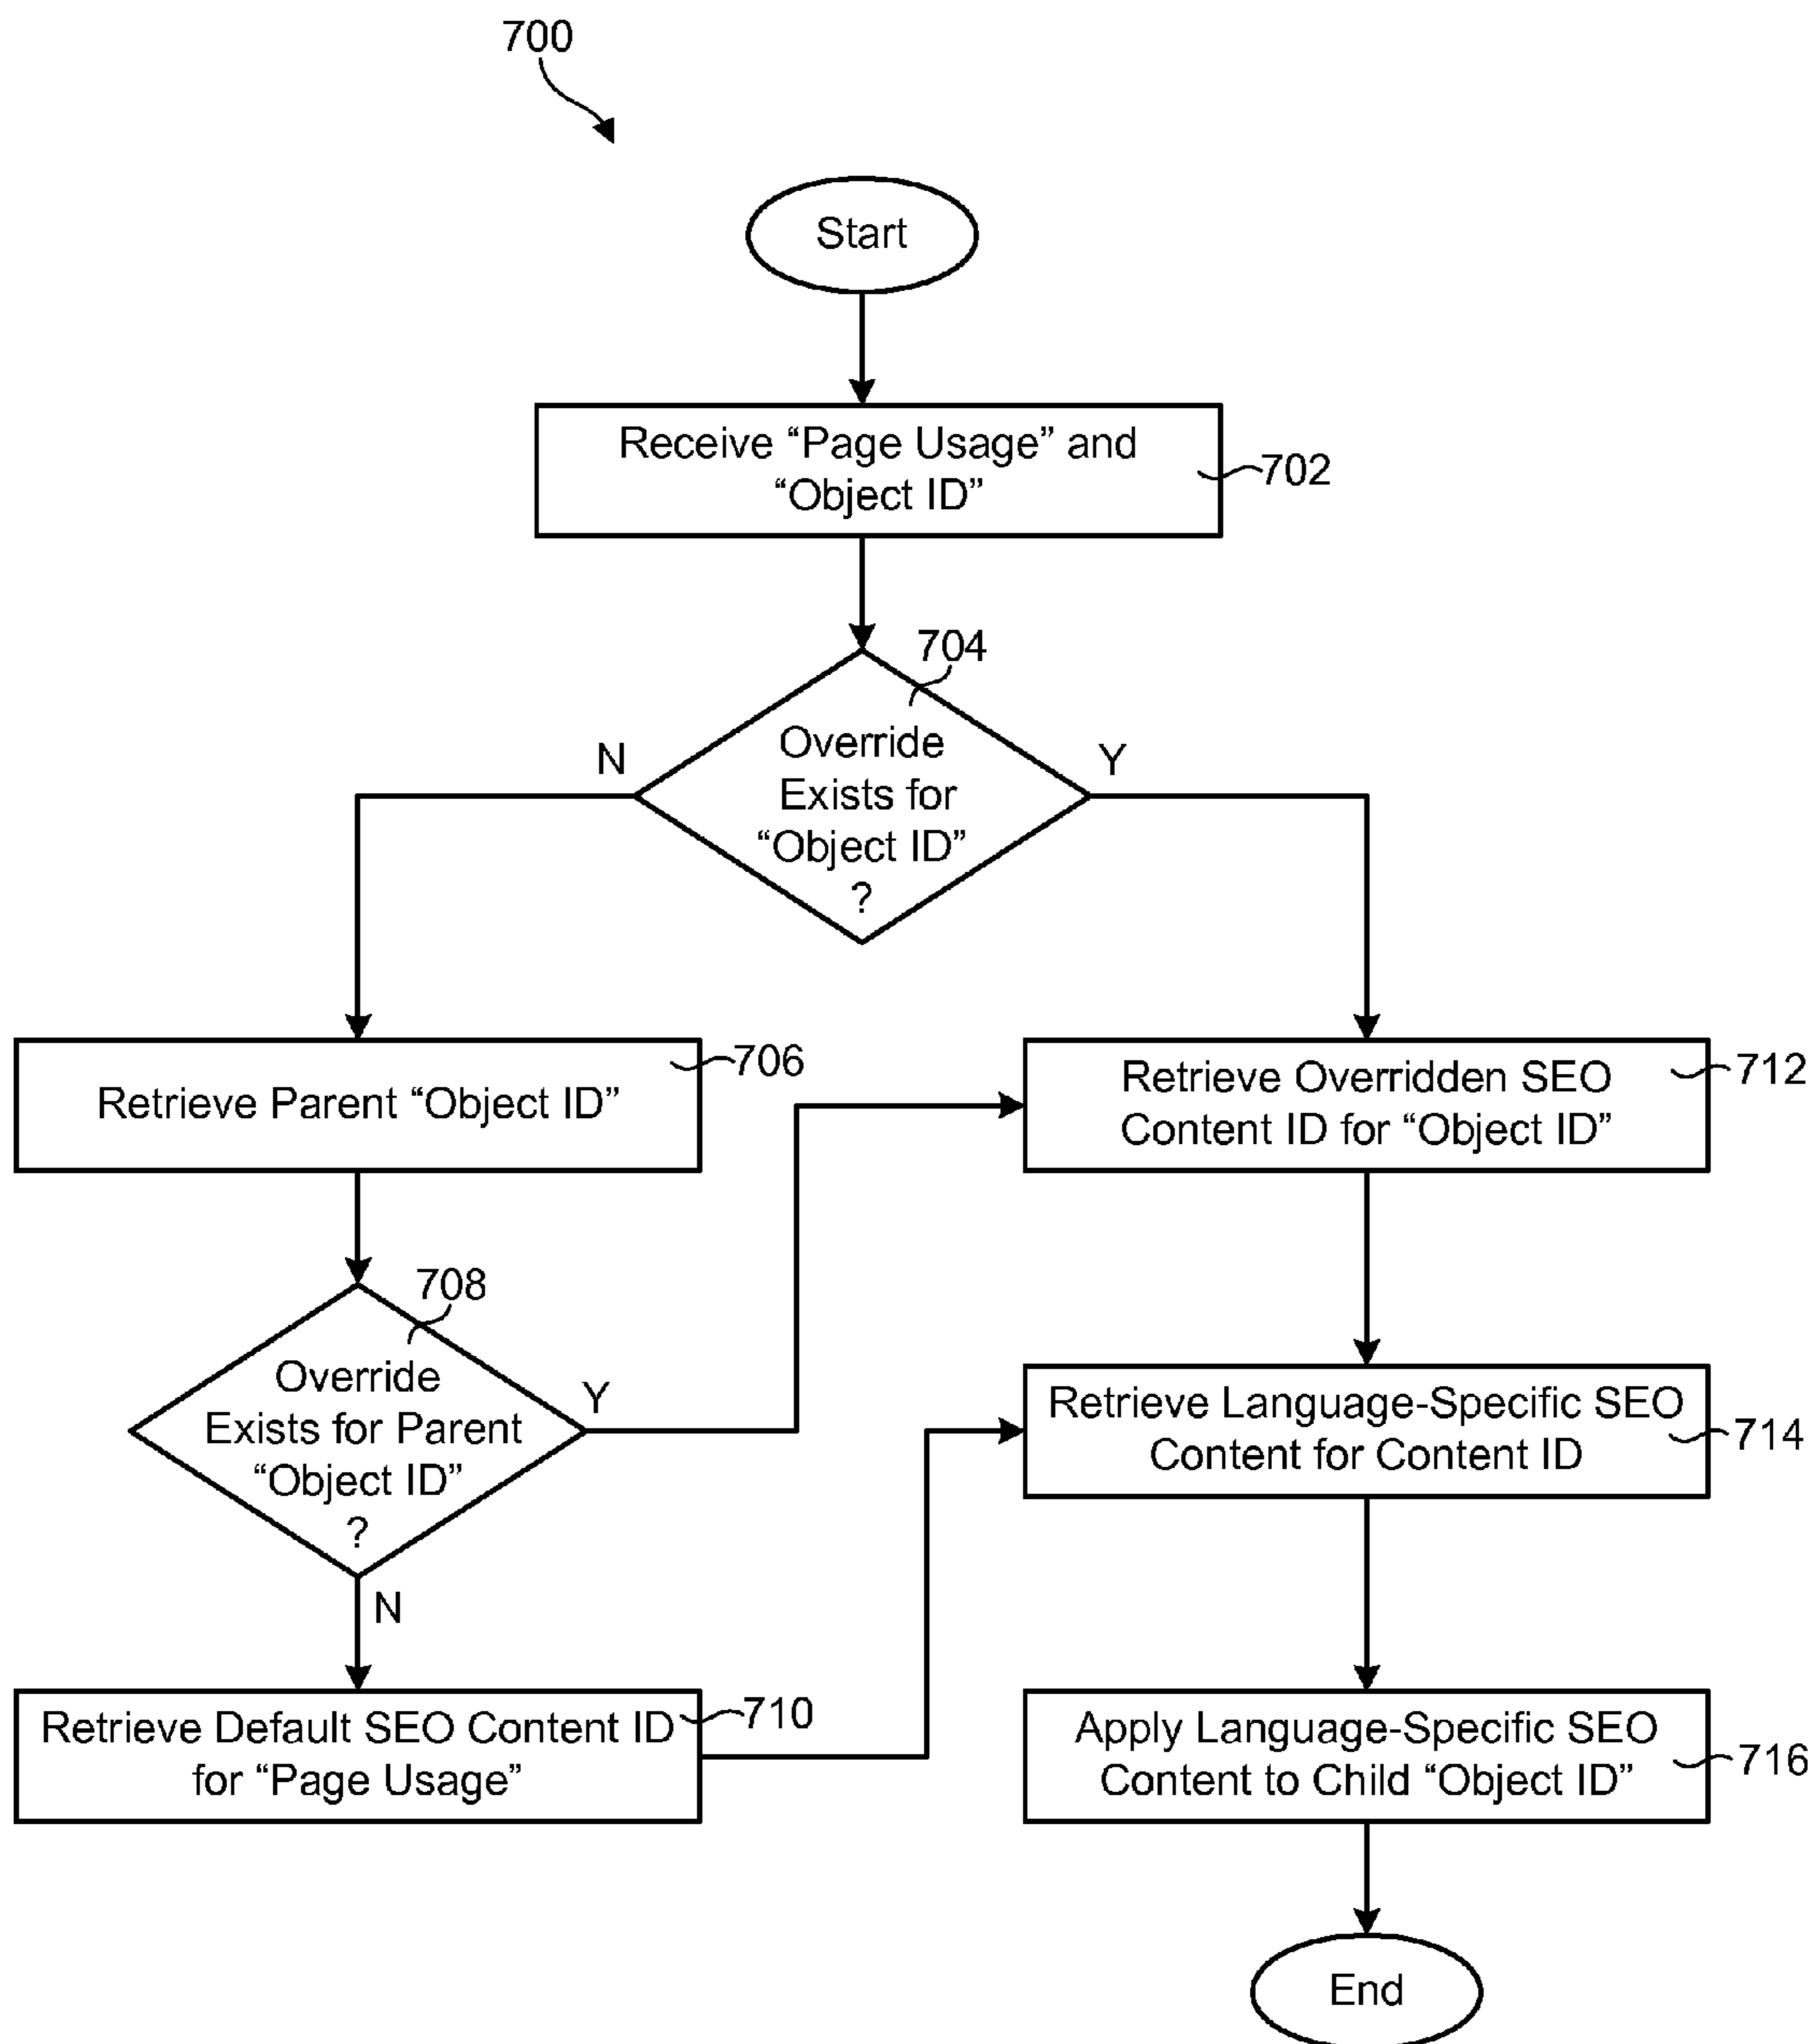 700
Start
Receive “Page Usage” and
“Object ID”
702
704
Override
Exists for
“Object ID”
?
N
Y
Retrieve Parent “Object ID”
706
Retrieve Overridden SEO
Content ID for “Object ID”
712
708
Override
Exists for Parent
“Object ID”
?
Y
N
Retrieve Language-Specific SEO
Content for Content ID
714
Retrieve Default SEO Content ID
for “Page Usage”
710
Apply Language-Specific SEO
Content to Child “Object ID”
716
End